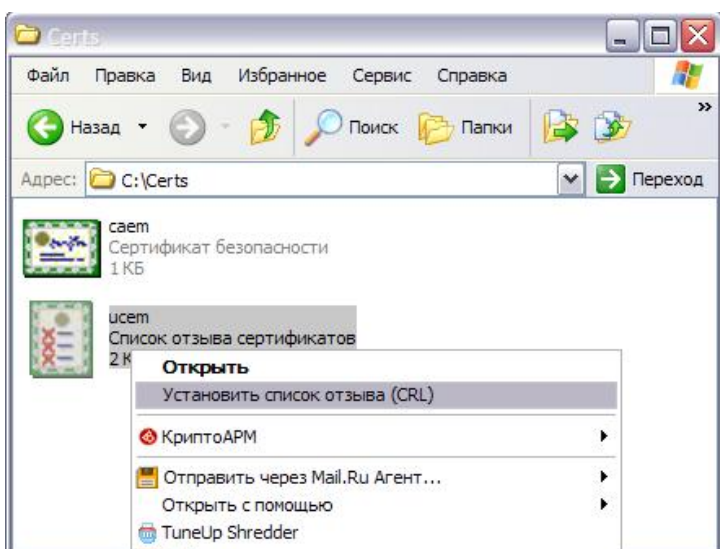 Certs
Файл Правка Вид Избранное Сервис Справка
Назад Поиск Папки »
Адрес: C:\Certs Переход
caem
Сертификат безопасности
1 КБ
ucem
Список отзыва сертификатов
2 К
Открыть
Установить список отзыва (CRL)
КриптоАРМ
Отправить через Mail.Ru Агент...
Открыть с помощью
TuneUp Shredder